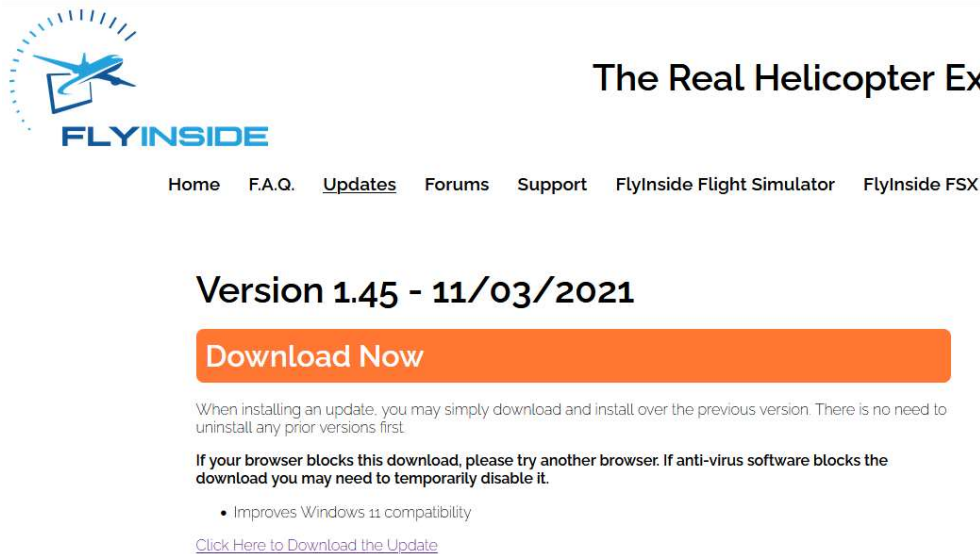 The Real Helicopter Ex
FLYINSIDE
Home F.A.Q. Updates Forums Support FlyInside Flight Simulator FlyInside FSX
Version 1.45 - 11/03/2021
Download Now
When installing an update, you may simply download and install over the previous version. There is no need to
uninstall any prior versions first.
If your browser blocks this download, please try another browser. If anti-virus software blocks the
download you may need to temporarily disable it.
• Improves Windows 11 compatibility
Click Here to Download the Update